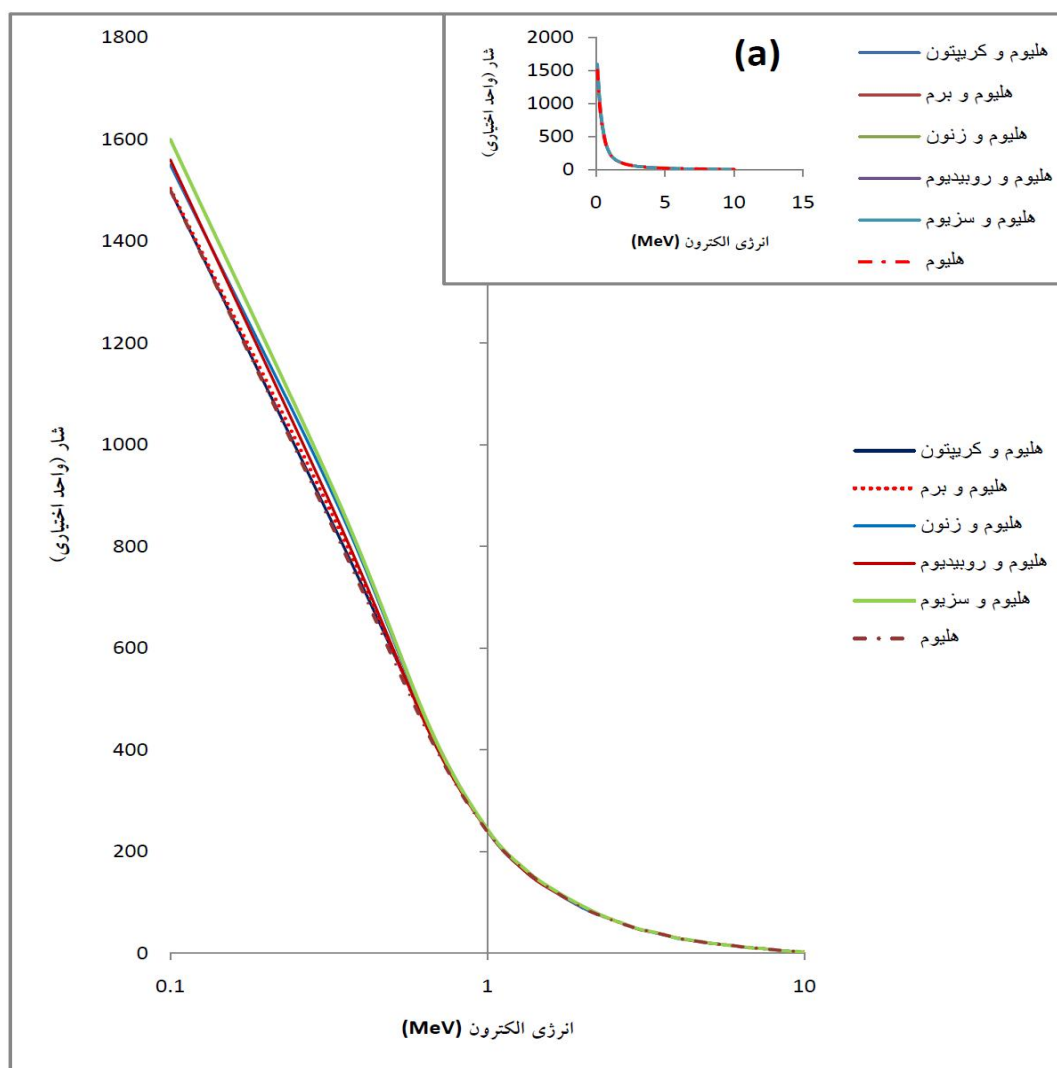 1800
1600
1400
1200
1000
800
600
400
200
0
شار (واحد اختیاری)
0.1
1
10
انرژی الکترون (MeV)
(a)
2000
1500
1000
500
0
شار (واحد اختیاری)
0
5
10
15
انرژی الکترون (MeV)
هلیوم و کریپتون
هلیوم و برم
هلیوم و زنون
هلیوم و روبیدیوم
هلیوم و سزیوم
هلیوم
هلیوم و کریپتون
هلیوم و برم
هلیوم و زنون
هلیوم و روبیدیوم
هلیوم و سزیوم
هلیوم